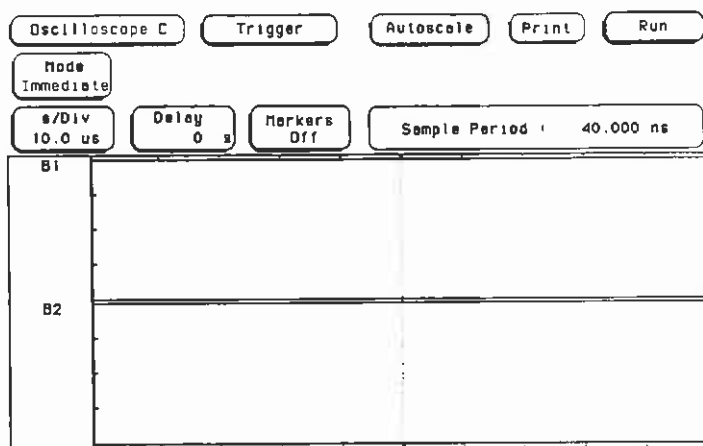 Oscilloscope C Trigger Autoscale Print Run
Mode
Immediate
s/Div Delay Markers Sample Period : 40.000 ns
10.0 us 0 s Off
B1
B2